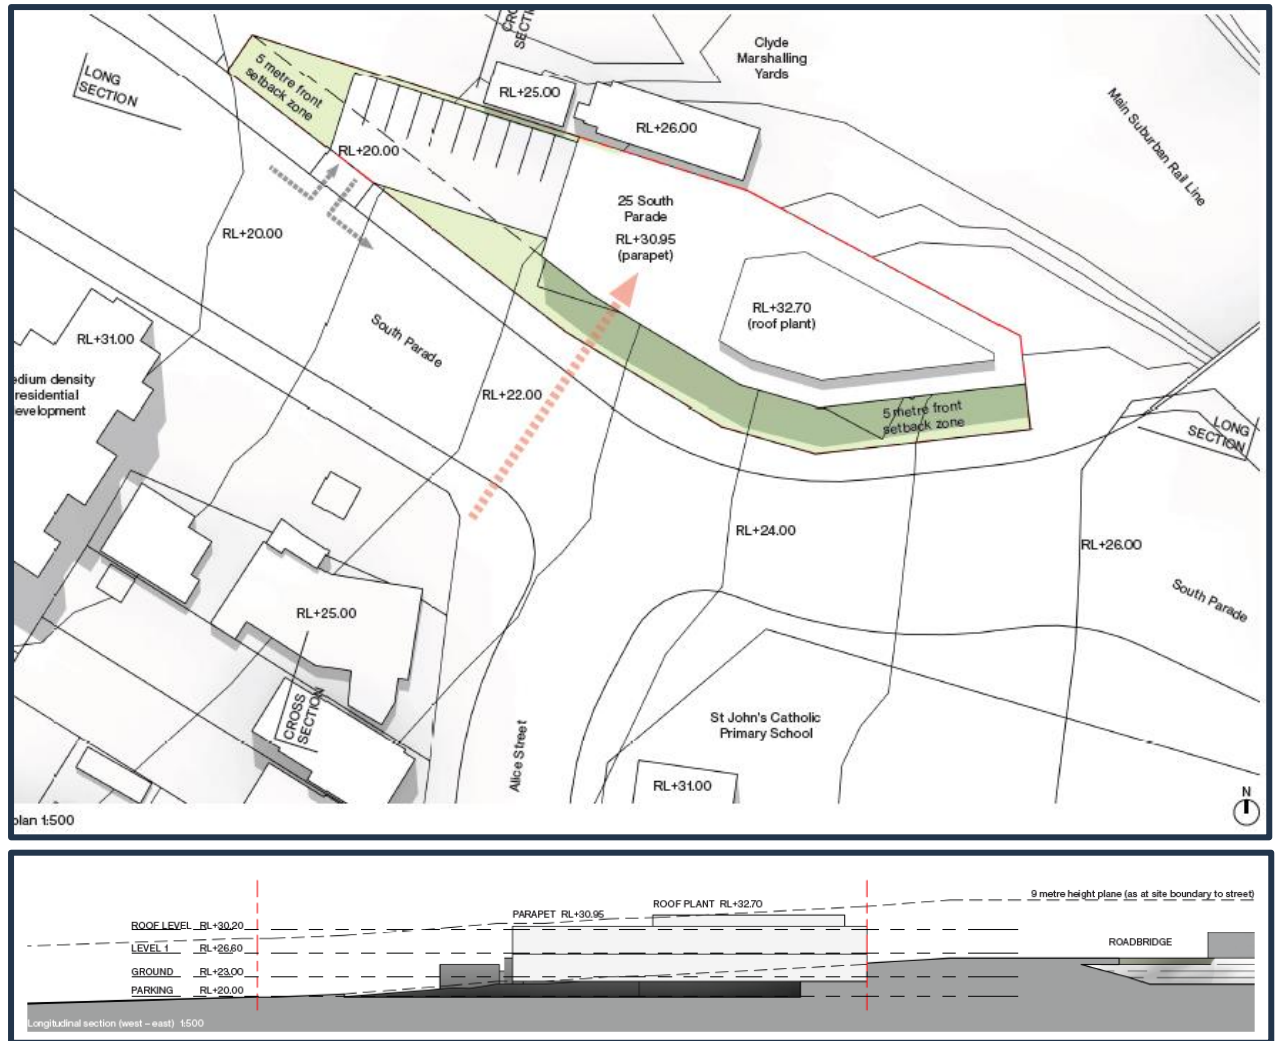 CRO
SECTI
Clyde
Marshalling
Yards
LONG
SECTION
5 metre front
setback zone
RL+25.00
RL+26.00
Main Suburban Rail Line
RL+20.00
25 South
Parade
RL+30.95
(parapet)
RL+20.00
RL+32.70
(roof plant)
RL+31.00
South Parade
edium density
residential
evelopment
RL+22.00
5 metre front
setback zone
LONG
SECTION
RL+24.00
RL+26.00
South Parade
RL+25.00
CROSS
SECTION
Alice Street
St John's Catholic
Primary School
RL+31.00
N
plan 1:500
9 metre height plane (as at site boundary to street)
ROOF PLANT RL+32.70
PARAPET RL+30.95
ROOF LEVEL RL+30.20
LEVEL 1 RL+26.60
ROADBRIDGE
GROUND RL+23.00
PARKING RL+20.00
Longitudinal section (west – east) 1:500